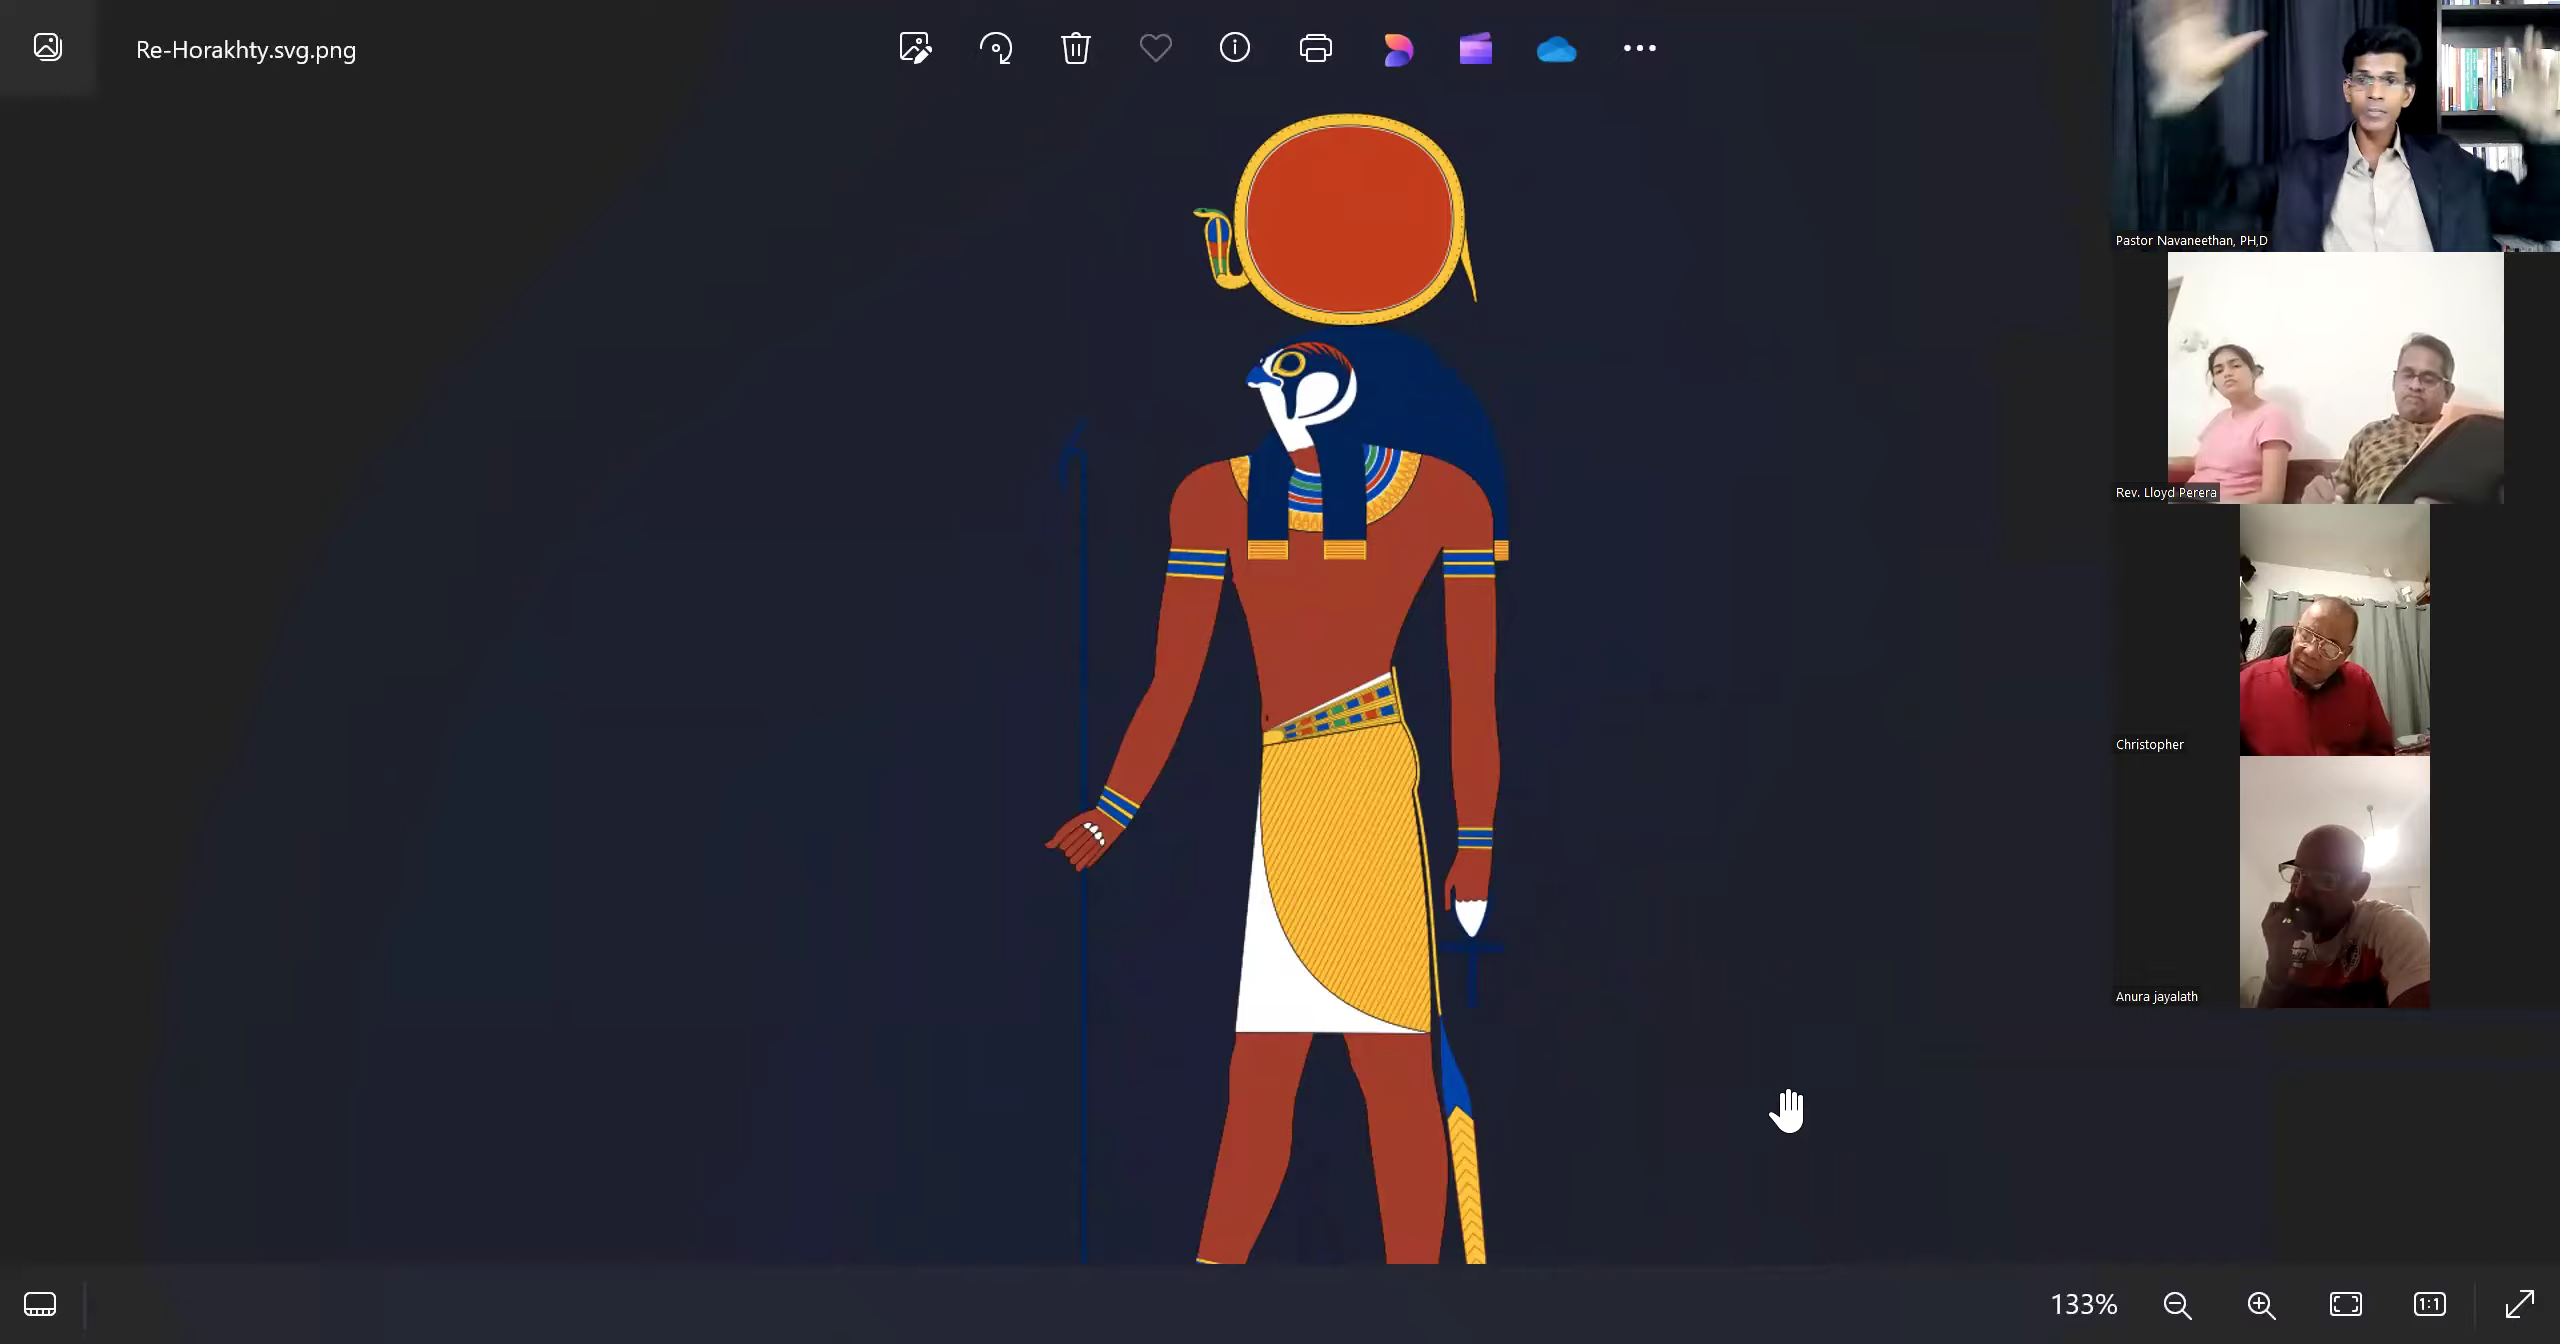 Re-Horakhty.svg.png
Pastor Navaneethan, PH,D
Rev. Lloyd Perera
Christopher
Anura jayalath
133%
1:1